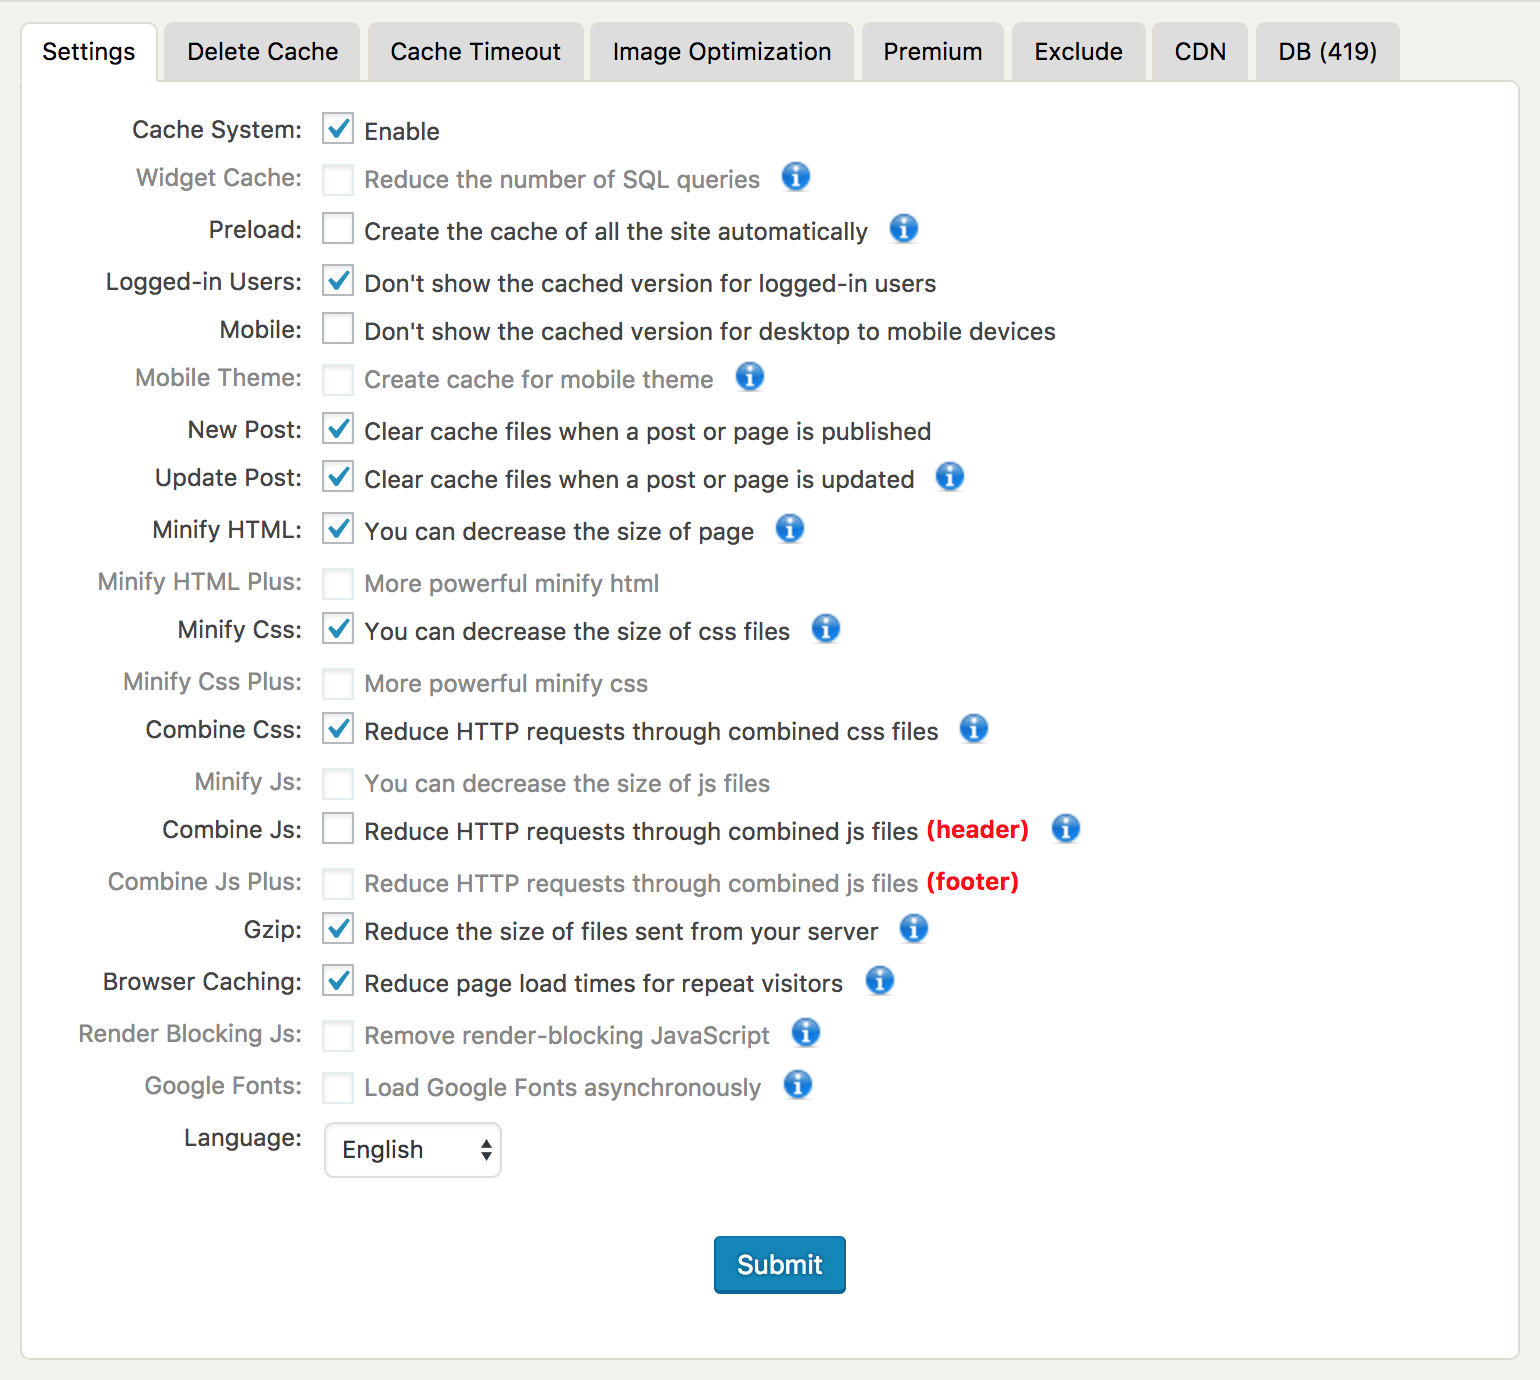 Settings Delete Cache Cache Timeout Image Optimization Premium Exclude CDN DB (419)
Cache System: Enable
Widget Cache: Reduce the number of SQL queries
Preload: Create the cache of all the site automatically
Logged-in Users: Don't show the cached version for logged-in users
Mobile: Don't show the cached version for desktop to mobile devices
Mobile Theme: Create cache for mobile theme
New Post: Clear cache files when a post or page is published
Update Post: Clear cache files when a post or page is updated
Minify HTML: You can decrease the size of page
Minify HTML Plus: More powerful minify html
Minify Css: You can decrease the size of css files
Minify Css Plus: More powerful minify css
Combine Css: Reduce HTTP requests through combined css files
Minify Js: You can decrease the size of js files
Combine Js: Reduce HTTP requests through combined js files (header)
Combine Js Plus: Reduce HTTP requests through combined js files (footer)
Gzip: Reduce the size of files sent from your server
Browser Caching: Reduce page load times for repeat visitors
Render Blocking Js: Remove render-blocking JavaScript
Google Fonts: Load Google Fonts asynchronously
Language: English
Submit